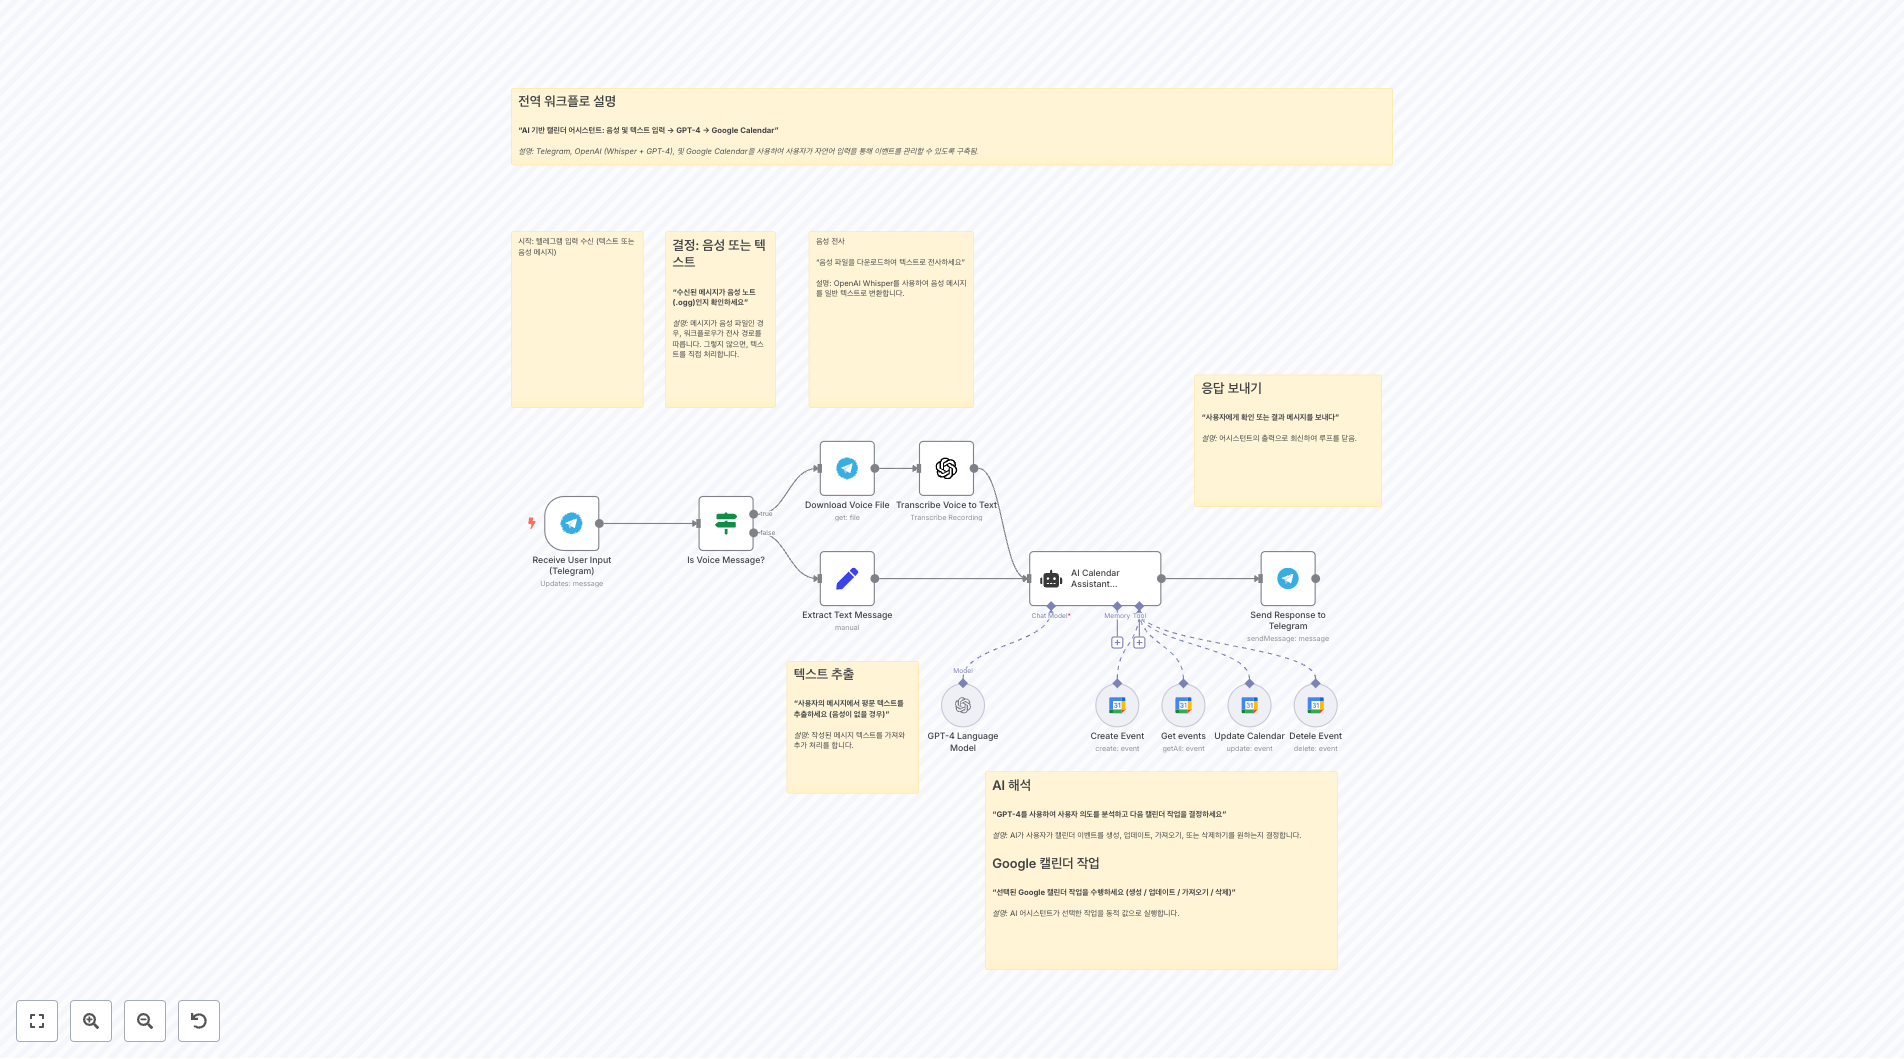 전역 워크플로 설명
“AI 기반 캘린더 어시스턴트: 음성 및 텍스트 입력 → GPT-4 → Google Calendar”
설명: Telegram, OpenAI (Whisper + GPT-4), 및 Google Calendar을 사용하여 사용자가 자연어 입력을 통해 이벤트를 관리할 수 있도록 구축됨.
시작: 텔레그램 입력 수신 (텍스트 또는
음성 메시지)
결정: 음성 또는 텍
스트
“수신된 메시지가 음성 노트
(.ogg)인지 확인하세요”
설명: 메시지가 음성 파일인 경
우, 워크플로우가 전사 경로를
따릅니다. 그렇지 않으면, 텍스
트를 직접 처리합니다.
음성 전사
“음성 파일을 다운로드하여 텍스트로 전사하세요”
설명: OpenAI Whisper를 사용하여 음성 메시지
를 일반 텍스트로 변환합니다.
응답 보내기
“사용자에게 확인 또는 결과 메시지를 보내다”
설명: 어시스턴트의 출력으로 회신하여 루프를 닫음.
Receive User Input
(Telegram)
Updates: message
Is Voice Message?
true
false
Download Voice File
get: file
Transcribe Voice to Text
Transcribe Recording
Extract Text Message
manual
AI Calendar
Assistant...
Chat Model*
Memory
Tool
Send Response to
Telegram
sendMessage: message
Model
GPT-4 Language
Model
31
Create Event
create: event
31
Get events
getAll: event
31
Update Calendar
update: event
31
Detele Event
delete: event
텍스트 추출
“사용자의 메시지에서 평문 텍스트를
추출하세요 (음성이 없을 경우)”
설명: 작성된 메시지 텍스트를 가져와
추가 처리를 합니다.
AI 해석
“GPT-4를 사용하여 사용자 의도를 분석하고 다음 캘린더 작업을 결정하세요”
설명: AI가 사용자가 캘린더 이벤트를 생성, 업데이트, 가져오기, 또는 삭제하기를 원하는지 결정합니다.
Google 캘린더 작업
“선택된 Google 캘린더 작업을 수행하세요 (생성 / 업데이트 / 가져오기 / 삭제)”
설명: AI 어시스턴트가 선택한 작업을 동적 값으로 실행합니다.